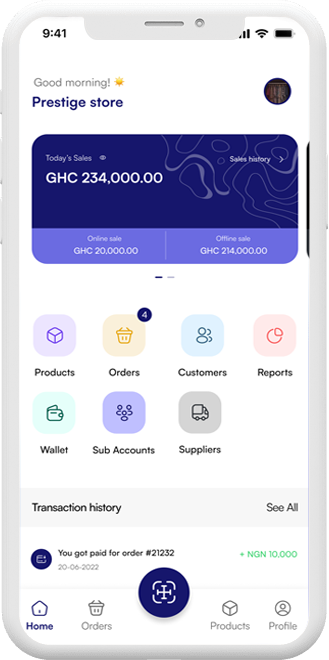 9:41
Good morning! ☀️
Prestige store
Today's Sales
Sales history
GHC 234,000.00
Online sale
Offline sale
GHC 20,000.00
GHC 214,000.00
4
Products
Orders
Customers
Reports
Wallet
Sub Accounts
Suppliers
Transaction history
See All
You got paid for order #21232
+ NGN 10,000
20-06-2022
Home
Orders
Products
Profile